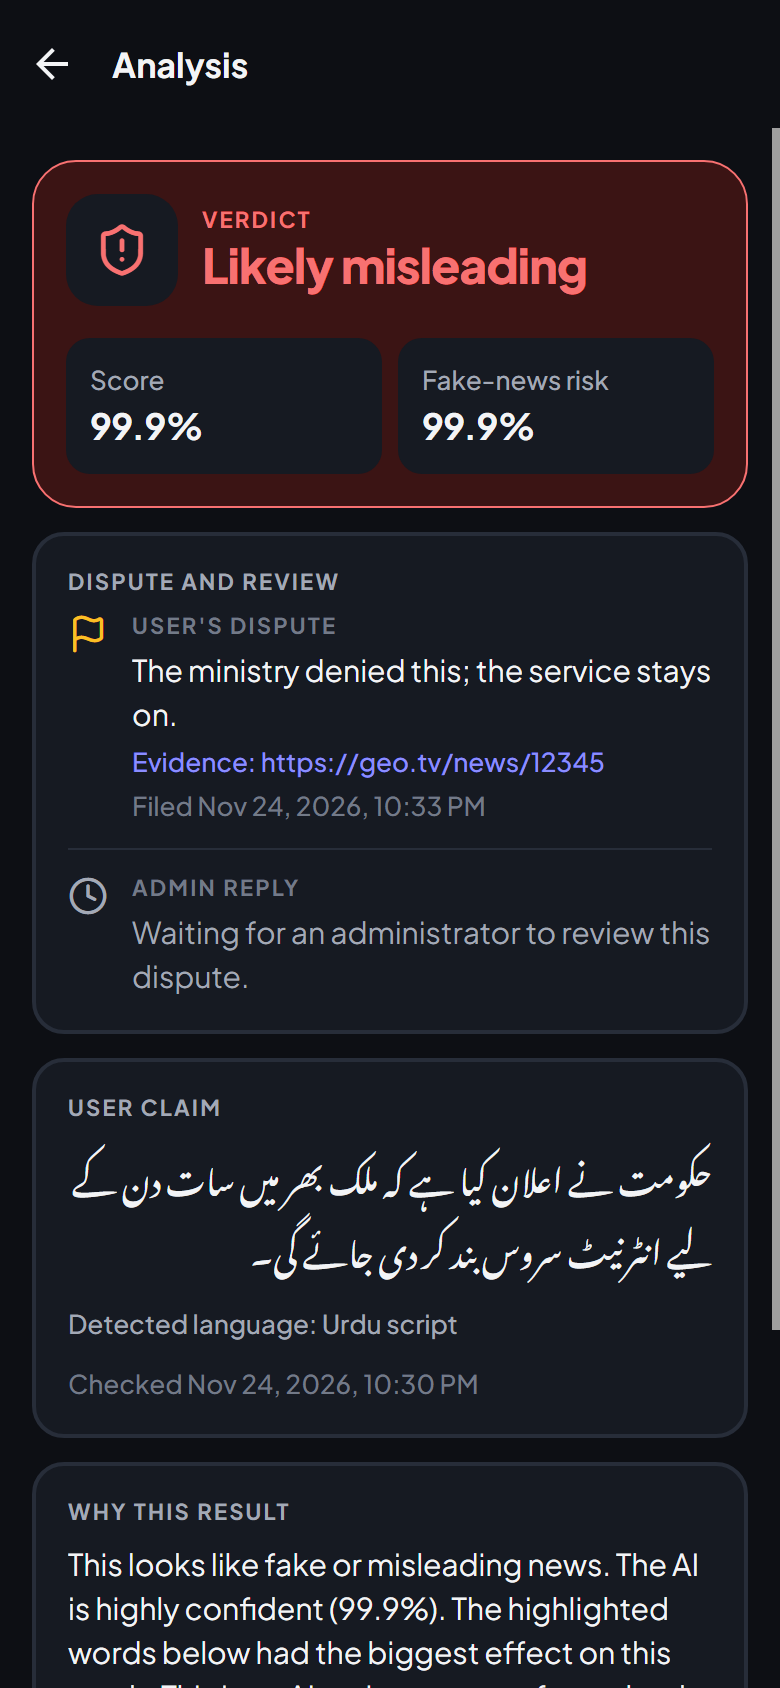 Analysis
VERDICT
Likely misleading
Score
99.9%
Fake-news risk
99.9%
DISPUTE AND REVIEW
USER'S DISPUTE
The ministry denied this; the service stays
on.
Evidence: https://geo.tv/news/12345
Filed Nov 24, 2026, 10:33 PM
ADMIN REPLY
Waiting for an administrator to review this
dispute.
USER CLAIM
حکومت نے اعلان کیا ہے کہ ملک بھر میں سات دن کے
لیے انٹرنیٹ سروس بند کر دی جائے گی۔
Detected language: Urdu script
Checked Nov 24, 2026, 10:30 PM
WHY THIS RESULT
This looks like fake or misleading news. The AI
is highly confident (99.9%). The highlighted
words below had the biggest effect on this